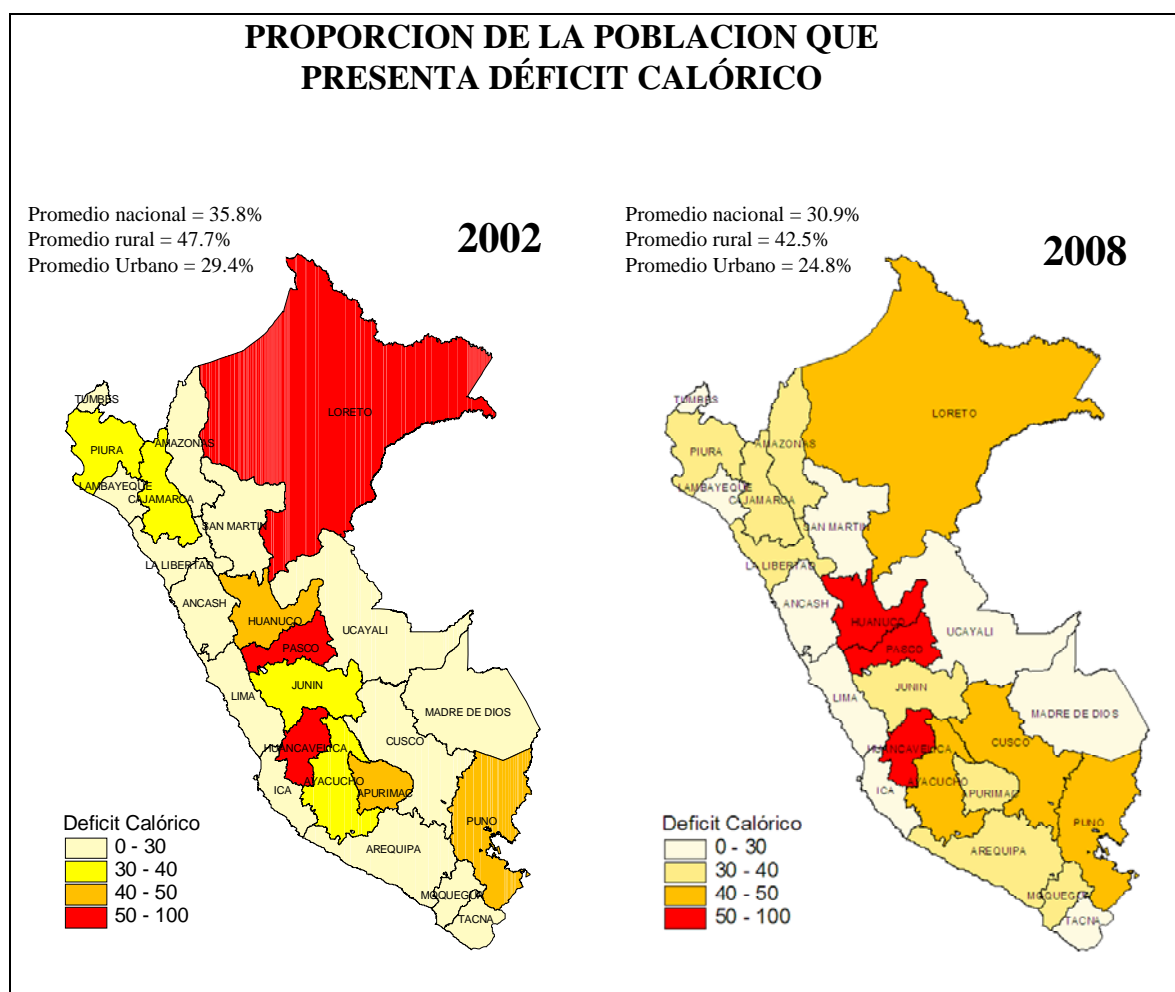 PROPORCION DE LA POBLACION QUE
PRESENTA DÉFICIT CALÓRICO
Promedio nacional = 35.8%
Promedio rural = 47.7%
Promedio Urbano = 29.4%
2002
TUMBES
LORETO
PIURA
AMAZONAS
LAMBAYEQUE
CAJAMARCA
SAN MARTIN
LA LIBERTAD
ANCASH
HUANUCO
UCAYALI
PASCO
LIMA
JUNIN
MADRE DE DIOS
CUSCO
HUANCAVELICA
AYACUCHO
ICA
APURIMAC
PUNO
AREQUIPA
MOQUEGUA
TACNA
Deficit Calórico
0 - 30
30 - 40
40 - 50
50 - 100
Promedio nacional = 30.9%
Promedio rural = 42.5%
Promedio Urbano = 24.8%
2008
TUMBES
LORETO
PIURA
AMAZONAS
LAMBAYEQUE
CAJAMARCA
SAN MARTIN
LA LIBERTAD
ANCASH
HUANUCO
UCAYALI
PASCO
JUNIN
LIMA
MADRE DE DIOS
CUSCO
HUANCAVELICA
AYACUCHO
ICA
APURIMAC
PUNO
AREQUIPA
MOQUEGUA
TACNA
Deficit Calórico
0 - 30
30 - 40
40 - 50
50 - 100